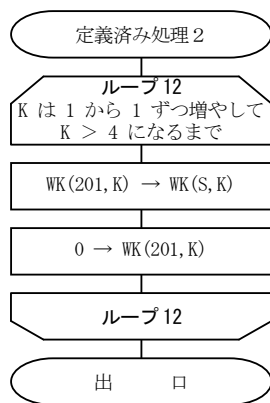 定義済み処理２
ループ12
K は 1 から 1 ずつ増やして
K > 4 になるまで
WK(201,K) → WK(S,K)
0 → WK(201,K)
ループ12
出　　口